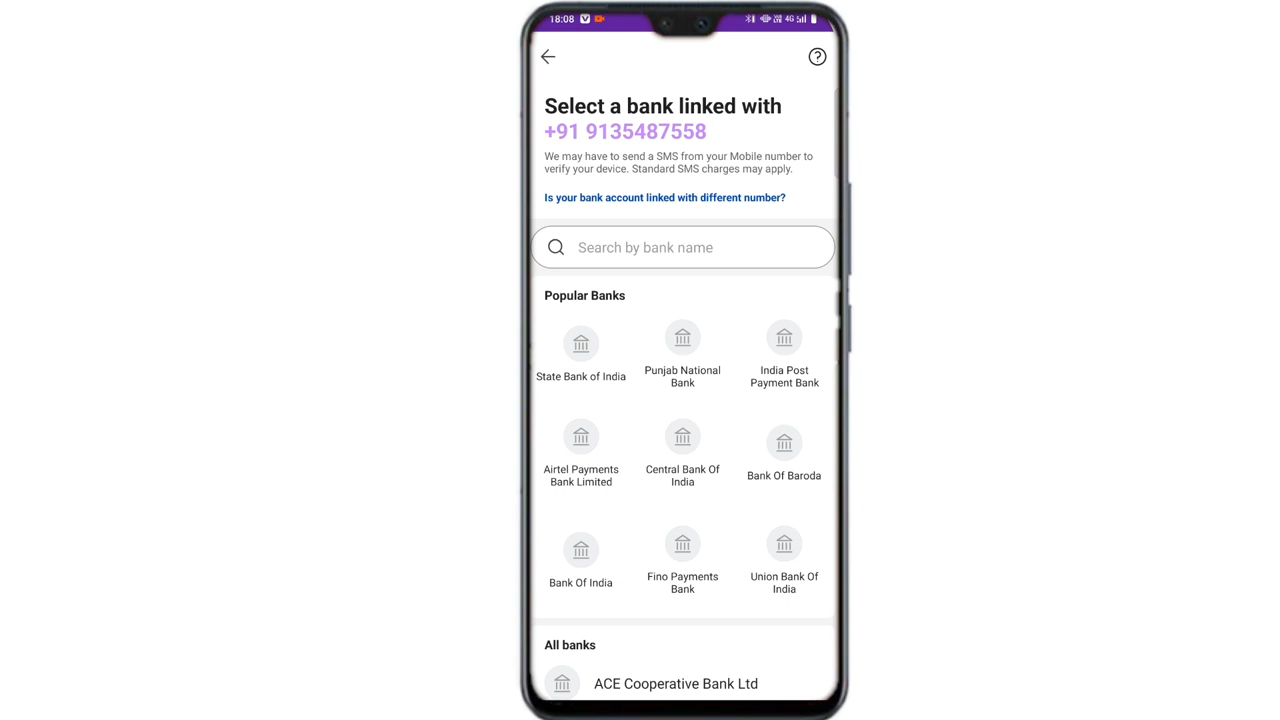 18:08
4G
Select a bank linked with
+91 9135487558
We may have to send a SMS from your Mobile number to
verify your device. Standard SMS charges may apply.
Is your bank account linked with different number?
Search by bank name
Popular Banks
State Bank of India
Punjab National
Bank
India Post
Payment Bank
Airtel Payments
Bank Limited
Central Bank Of
India
Bank Of Baroda
Bank Of India
Fino Payments
Bank
Union Bank Of
India
All banks
ACE Cooperative Bank Ltd